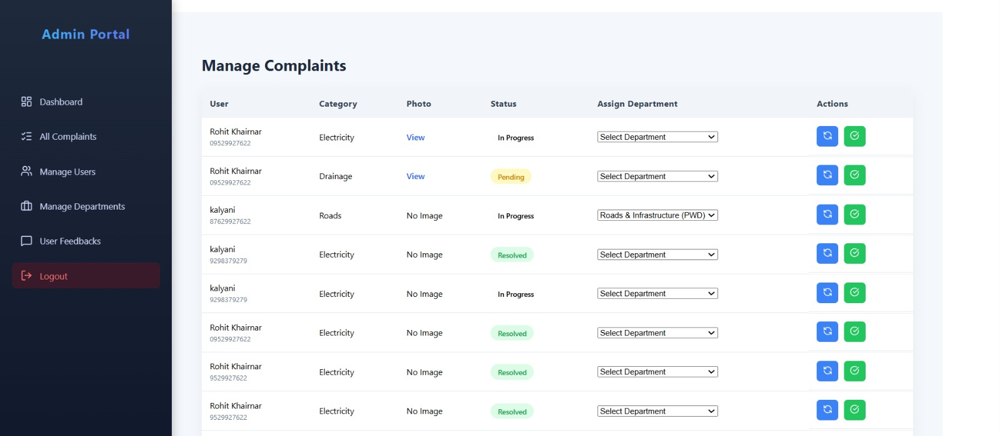 Admin Portal
Dashboard
All Complaints
Manage Users
Manage Departments
User Feedbacks
Logout
Manage Complaints
User Category Photo Status Assign Department Actions
Rohit Khairnar
09529927622
Electricity View In Progress Select Department
Rohit Khairnar
09529927622
Drainage View Pending Select Department
kalyani
87629927622
Roads No Image In Progress Roads & Infrastructure (PWD)
kalyani
9298379279
Electricity No Image Resolved Select Department
kalyani
9298379279
Electricity No Image In Progress Select Department
Rohit Khairnar
09529927622
Electricity No Image Resolved Select Department
Rohit Khairnar
9529927622
Electricity No Image Resolved Select Department
Rohit Khairnar
9529927622
Electricity No Image Resolved Select Department